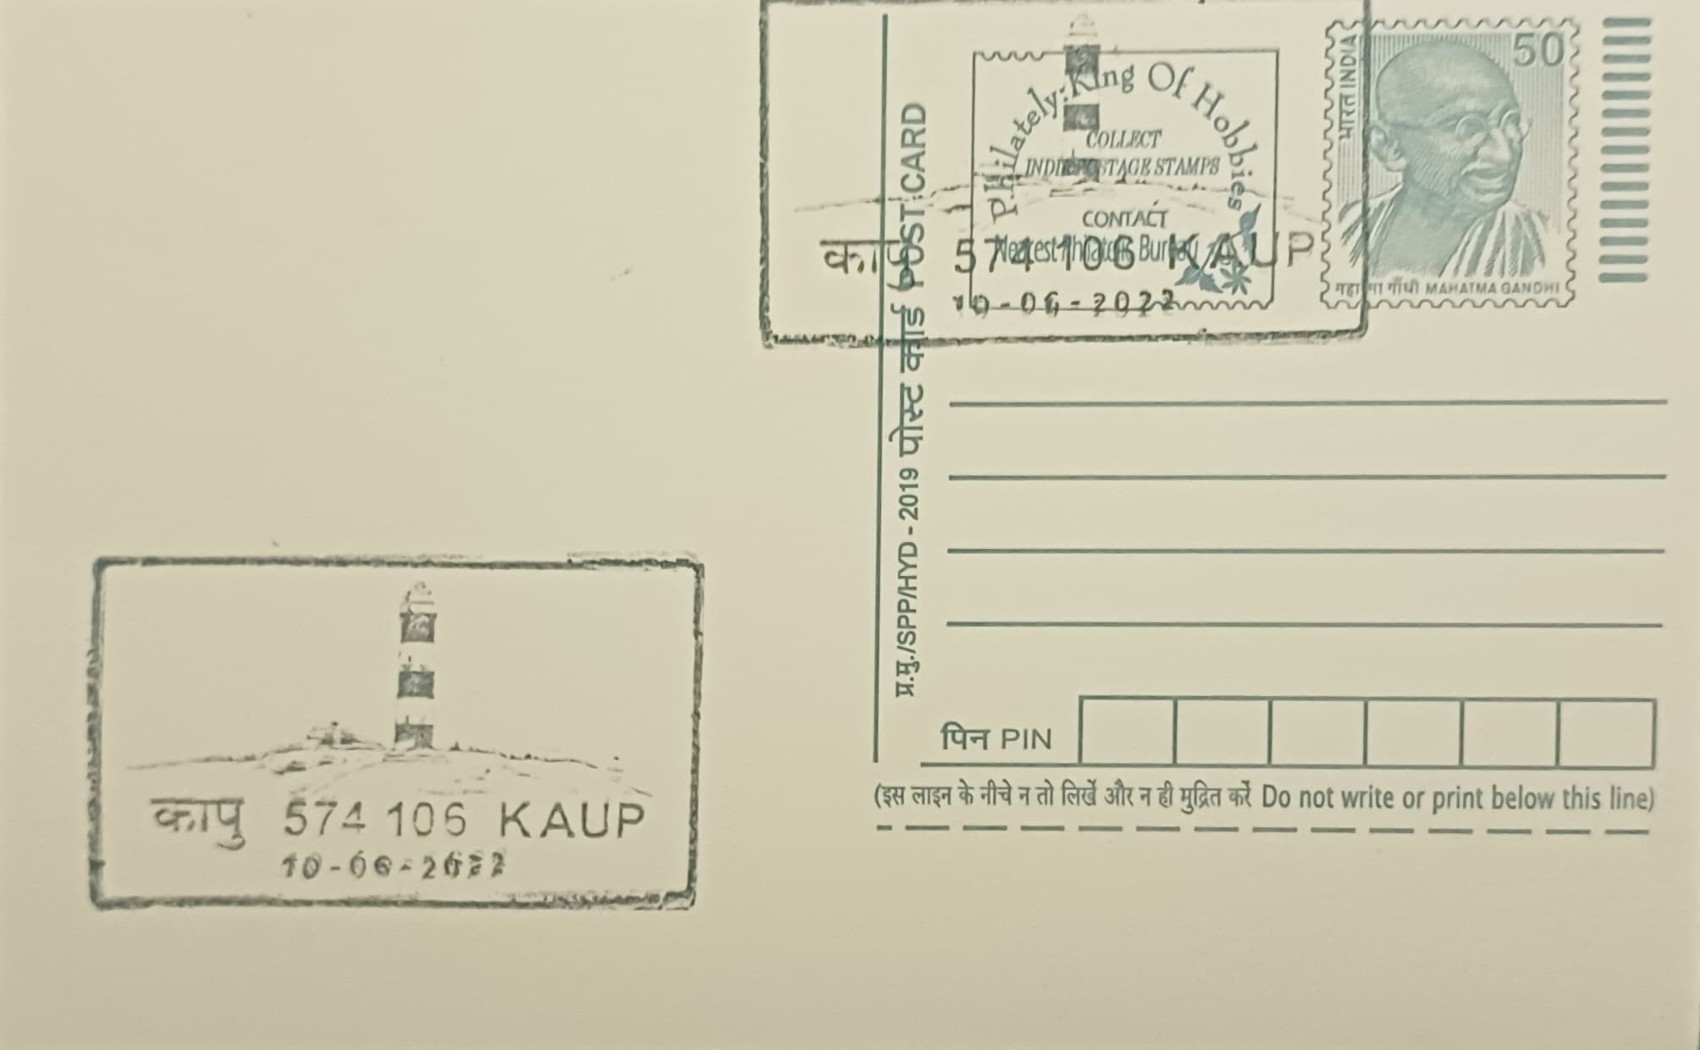 Philately:King Of Hobbies
COLLECT
INDIA POSTAGE STAMPS
CONTACT
Nearest Philatelic Bureau
कापु 574 106 KAUP
10-06-2022
भारत INDIA
50
महात्मा गाँधी MAHATMA GANDHI
प्र.मु./SPP/HYD - 2019 पोस्ट कार्ड POST CARD
पिन PIN
(इस लाइन के नीचे न तो लिखें और न ही मुद्रित करें Do not write or print below this line)
कापु 574 106 KAUP
10-06-2022